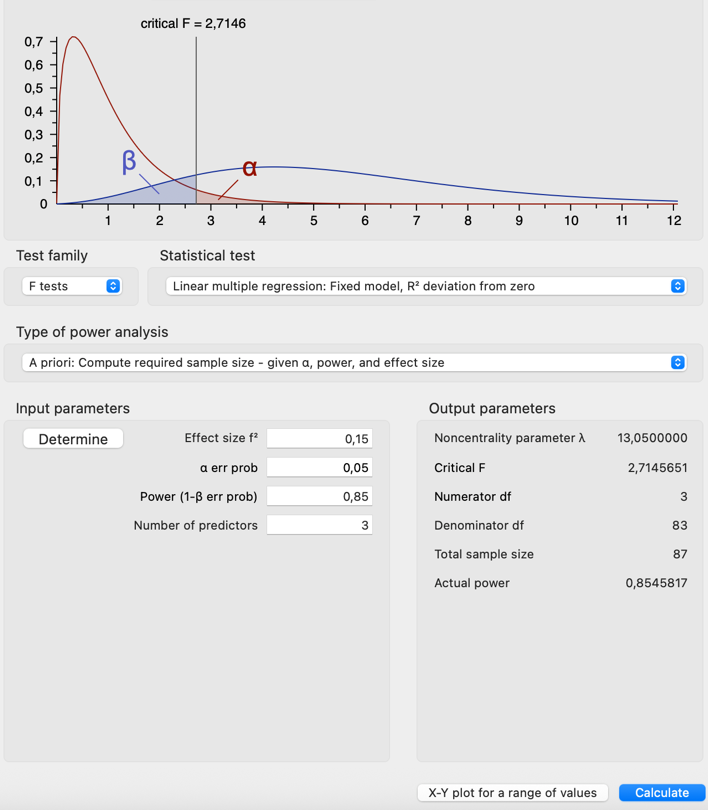 critical F = 2,7146
0,7
0,6
0,5
0,4
0,3
0,2
0,1
0
β
α
1 2 3 4 5 6 7 8 9 10 11 12
Test family Statistical test
F tests Linear multiple regression: Fixed model, R² deviation from zero
Type of power analysis
A priori: Compute required sample size - given α, power, and effect size
Input parameters Output parameters
Determine Effect size f² 0,15 Noncentrality parameter λ 13,0500000
α err prob 0,05 Critical F 2,7145651
Power (1-β err prob) 0,85 Numerator df 3
Number of predictors 3 Denominator df 83
Total sample size 87
Actual power 0,8545817
X-Y plot for a range of values Calculate